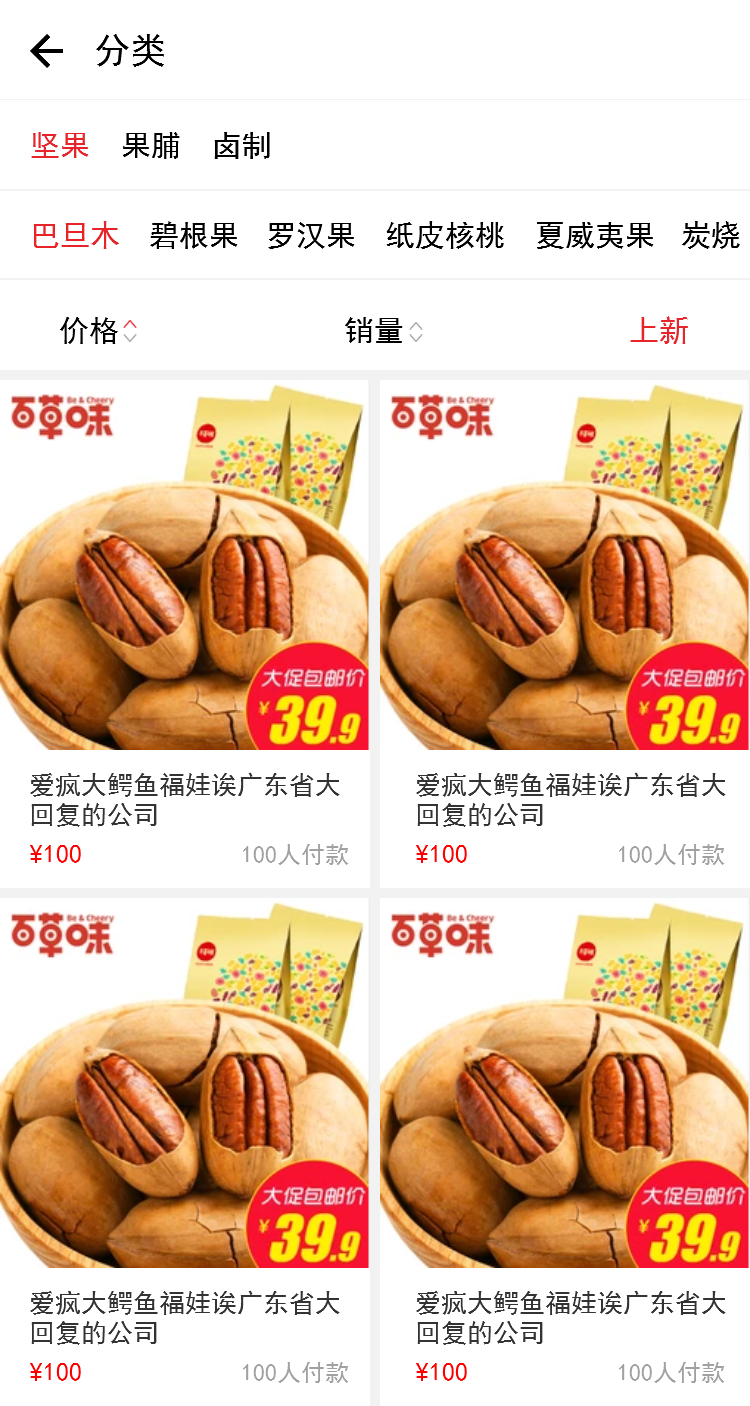 分类
坚果 果脯 卤制
巴旦木 碧根果 罗汉果 纸皮核桃 夏威夷果 炭烧
价格 销量 上新
Be & Cheery
百草味
大促包邮价
¥39.9
Be & Cheery
百草味
大促包邮价
¥39.9
爱疯大鳄鱼福娃诶广东省大
回复的公司
¥100 100人付款
爱疯大鳄鱼福娃诶广东省大
回复的公司
¥100 100人付款
Be & Cheery
百草味
大促包邮价
¥39.9
Be & Cheery
百草味
大促包邮价
¥39.9
爱疯大鳄鱼福娃诶广东省大
回复的公司
¥100 100人付款
爱疯大鳄鱼福娃诶广东省大
回复的公司
¥100 100人付款